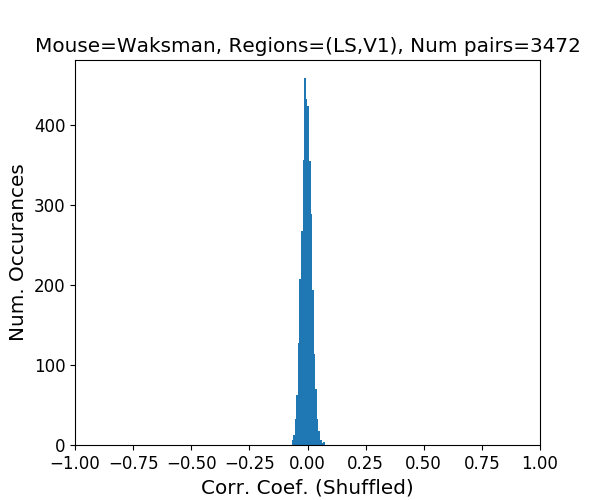 Mouse=Waksman, Regions=(LS,V1), Num pairs=3472
Num. Occurances
400
300
200
100
0
−1.00 −0.75 −0.50 −0.25 0.00 0.25 0.50 0.75 1.00
Corr. Coef. (Shuffled)